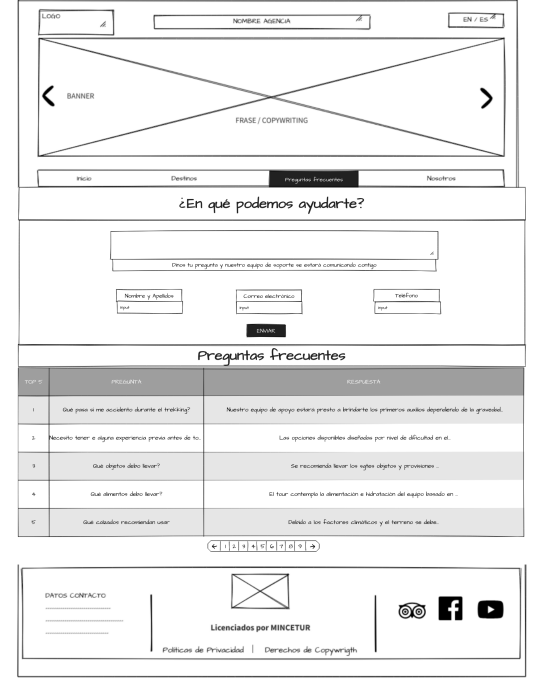 LOGO
NOMBRE AGENCIA
EN / ES
BANNER
FRASE / COPYWRITING
Inicio
Destinos
Preguntas frecuentes
Nosotros
¿En qué podemos ayudarte?
Dinos tu pregunta y nuestro equipo de soporte se estará comunicando contigo
Nombre y Apellidos
Correo electrónico
Teléfono
input
input
input
ENVIAR
Preguntas frecuentes
TOP 5
PREGUNTA
RESPUESTA
1
Qué pasa si me accidento durante el trekking?
Nuestro equipo de apoyo estará presto a brindarte los primeros auxilios dependiendo de la gravedad..
2
Necesito tener e alguna experiencia previa antes de to..
Las opciones disponibles diseñadas por nivel de dificultad en el..
3
Qué objetos debo llevar?
Se recomienda llevar los sgtes objetos y provisiones ..
4
Qué alimentos debo llevar?
El tour contempla la alimentación e hidratación del equipo basado en ..
5
Qué calzados recomiendan usar
Debido a los factores climáticos y el terreno se debe..
← 1 2 3 4 5 6 7 8 9 →
DATOS CONTACTO
Licenciados por MINCETUR
Políticas de Privacidad | Derechos de Copywrigth